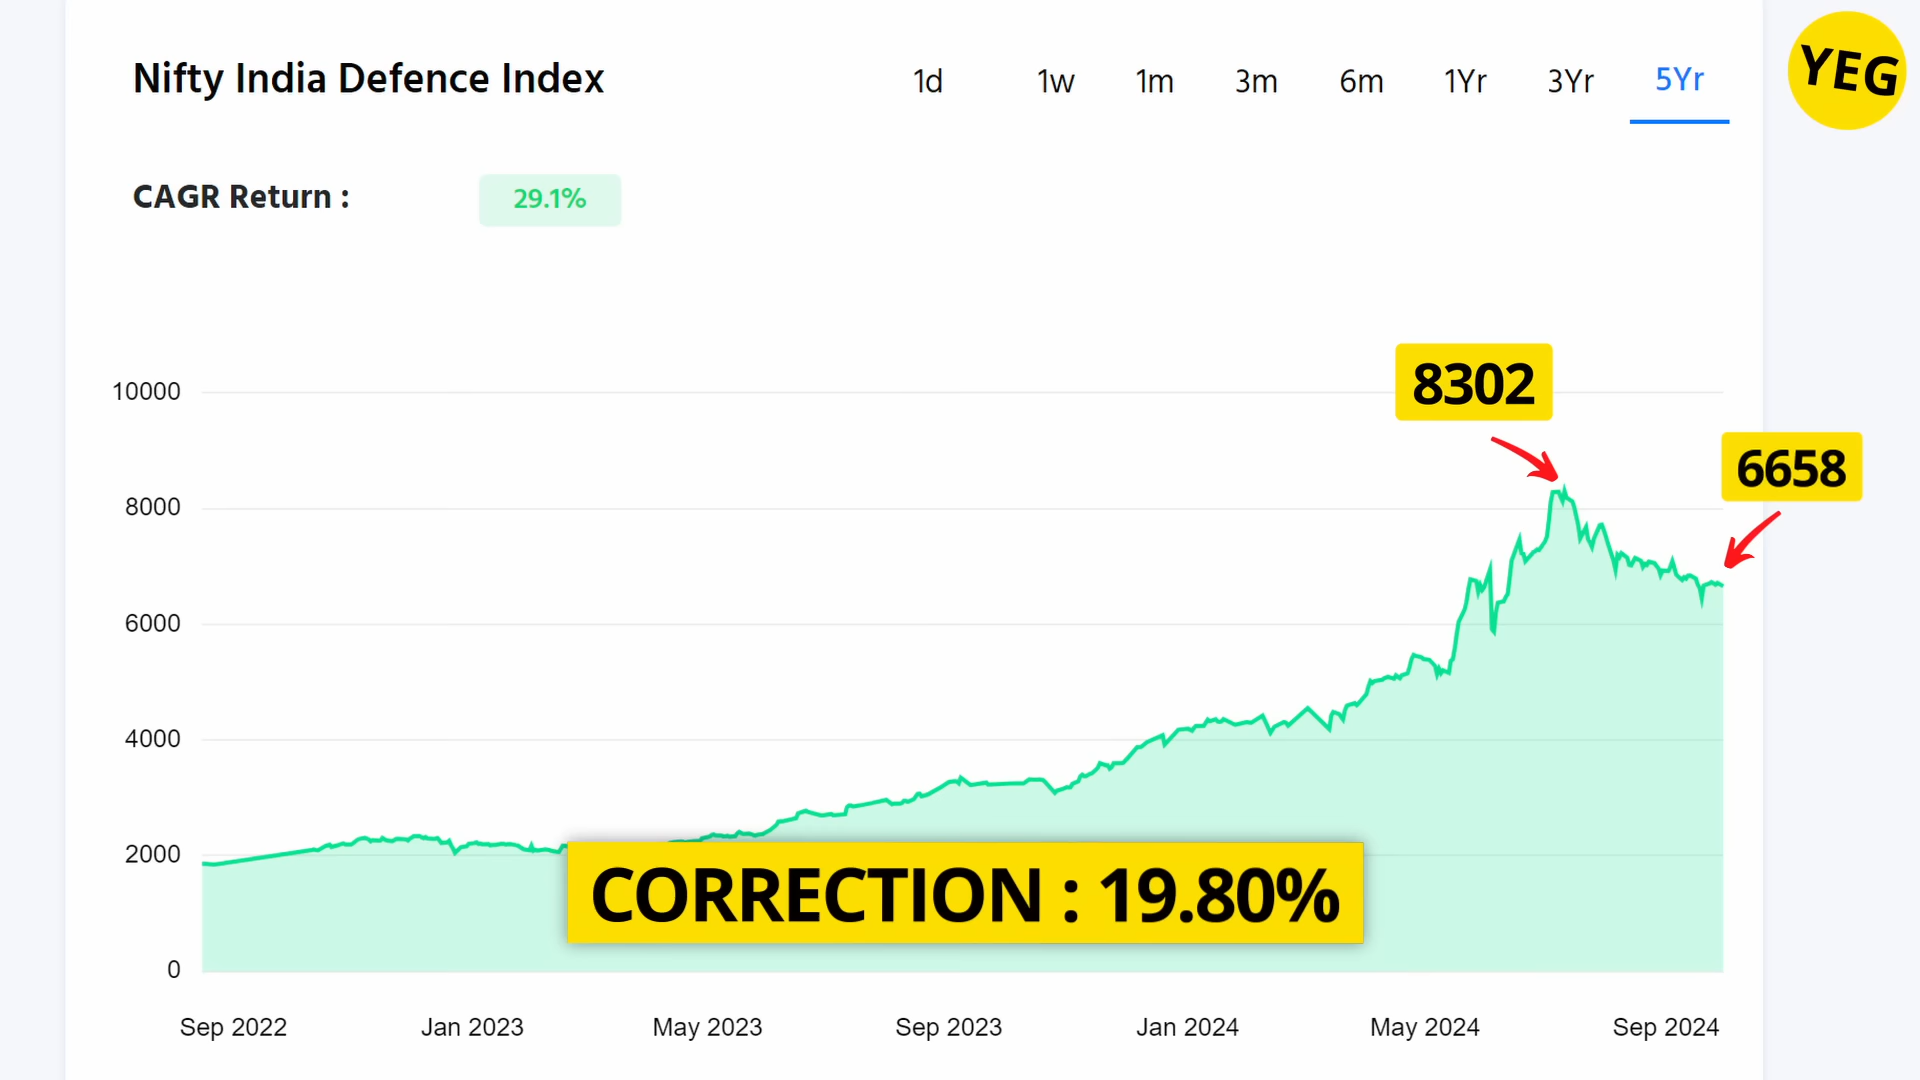 Nifty India Defence Index
1d 1w 1m 3m 6m 1Yr 3Yr 5Yr
YEG
CAGR Return : 29.1%
10000
8302
6658
8000
6000
4000
2000
CORRECTION : 19.80%
0
Sep 2022 Jan 2023 May 2023 Sep 2023 Jan 2024 May 2024 Sep 2024